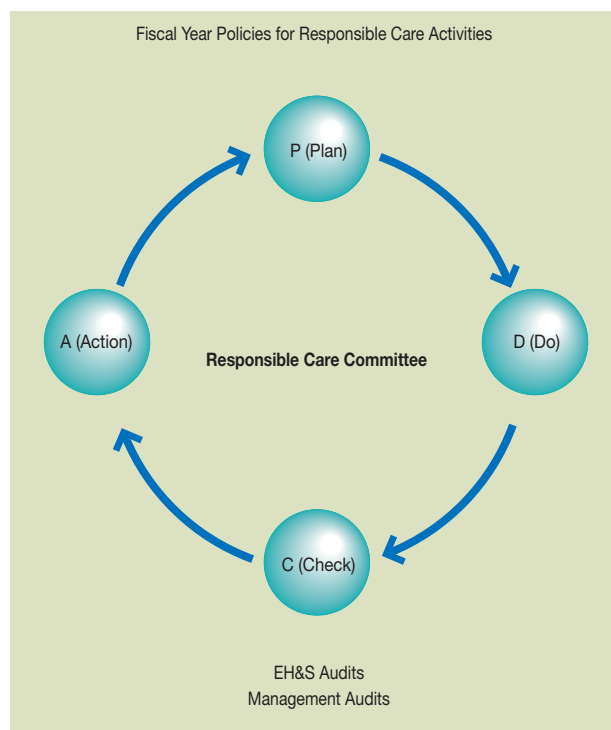 Fiscal Year Policies for Responsible Care Activities
P (Plan)
A (Action)
Responsible Care Committee
D (Do)
C (Check)
EH&S Audits
Management Audits